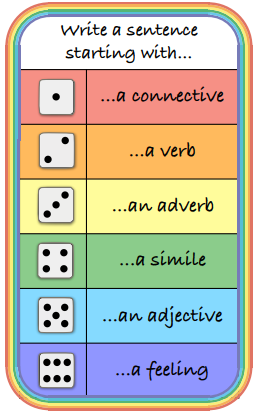 Write a sentence
starting with...
...a connective
...a verb
...an adverb
...a simile
...an adjective
...a feeling